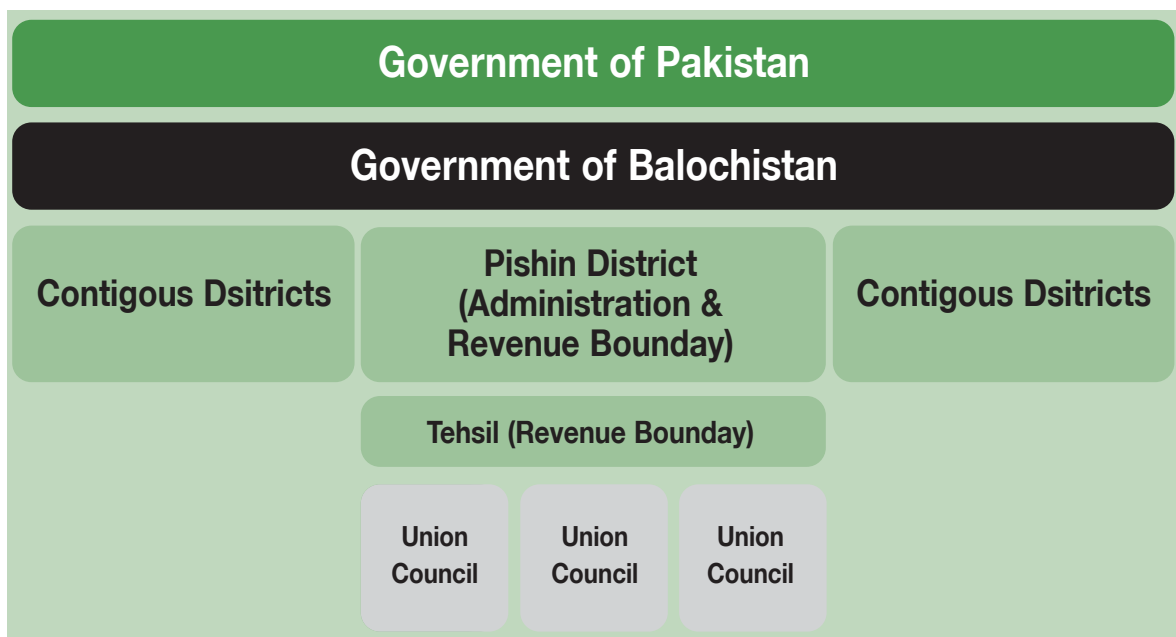 Government of Pakistan
Government of Balochistan
Contigous Dsitricts
Pishin District
(Administration &
Revenue Bounday)
Contigous Dsitricts
Tehsil (Revenue Bounday)
Union
Council
Union
Council
Union
Council